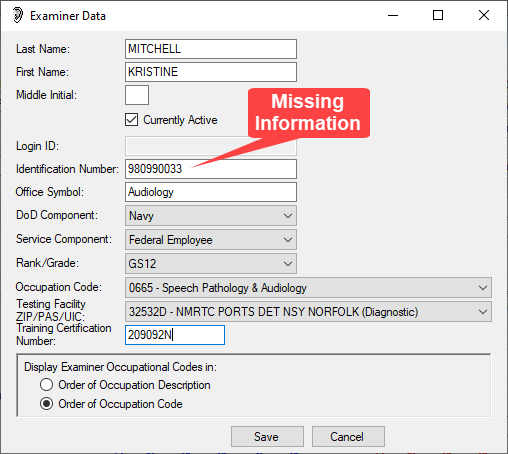 Examiner Data
Last Name: MITCHELL
First Name: KRISTINE
Middle Initial:
Currently Active
Missing
Information
Login ID:
Identification Number: 980990033
Office Symbol: Audiology
DoD Component: Navy
Service Component: Federal Employee
Rank/Grade: GS12
Occupation Code: 0665 - Speech Pathology & Audiology
Testing Facility
ZIP/PAS/UIC: 32532D - NMRTC PORTS DET NSY NORFOLK (Diagnostic)
Training Certification
Number: 209092N
Display Examiner Occupational Codes in:
Order of Occupation Description
Order of Occupation Code
Save Cancel